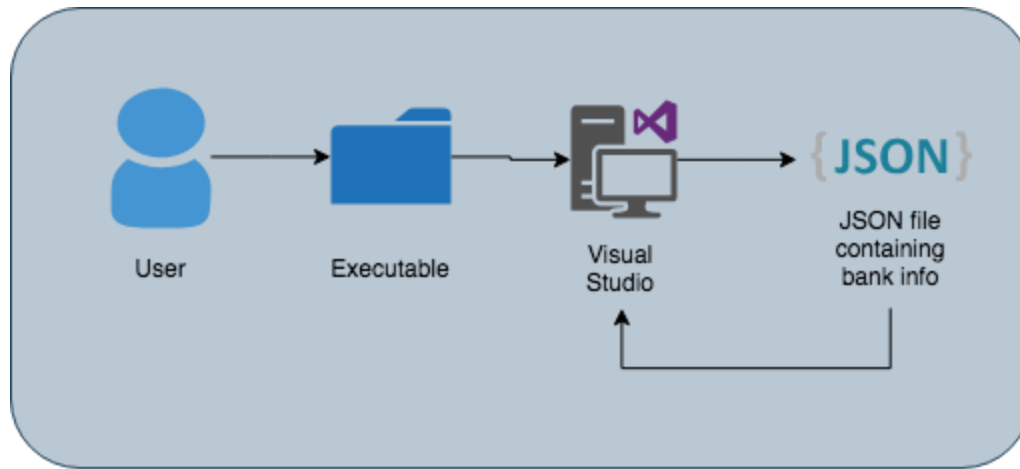 {JSON}
User
Executable
Visual
Studio
JSON file
containing
bank info